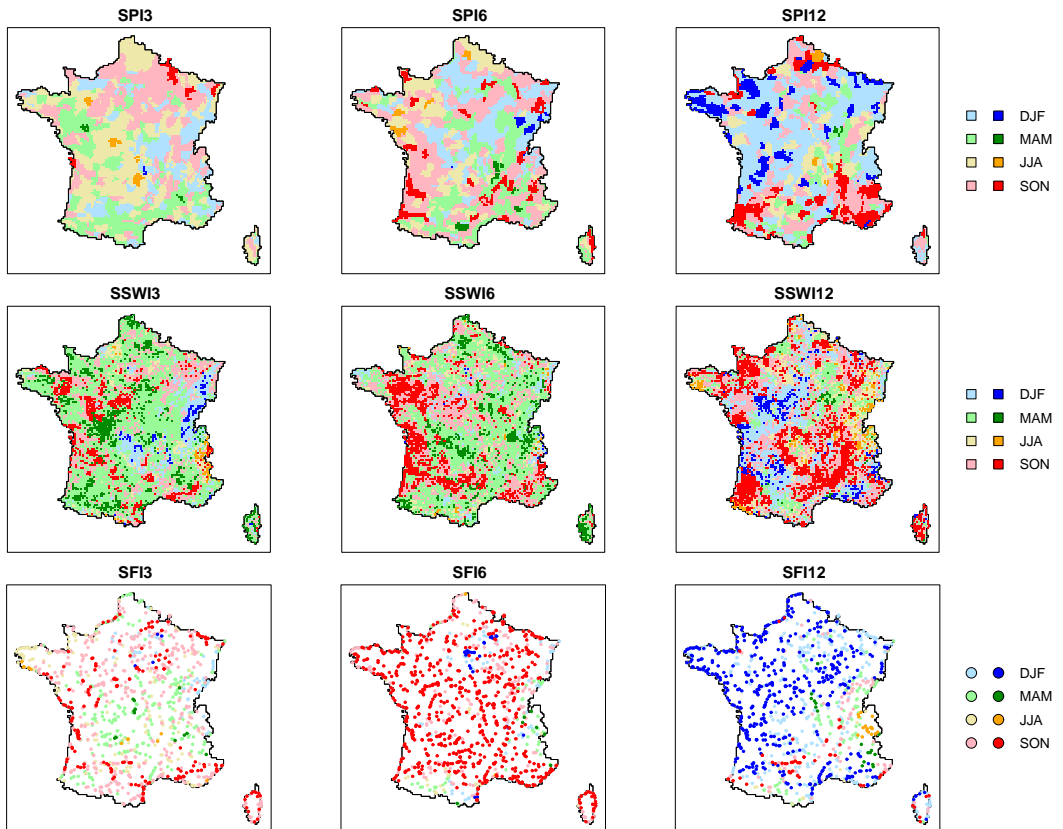 SPI3 SPI6 SPI12
DJF
MAM
JJA
SON
SSWI3 SSWI6 SSWI12
DJF
MAM
JJA
SON
SFI3 SFI6 SFI12
DJF
MAM
JJA
SON